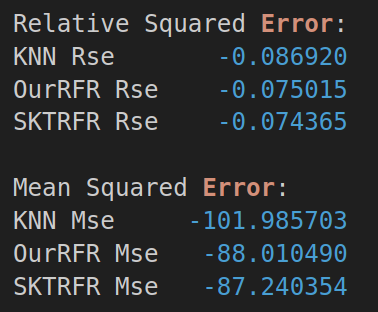 Relative Squared Error:
KNN Rse -0.086920
OurRFR Rse -0.075015
SKTRFR Rse -0.074365
Mean Squared Error:
KNN Mse -101.985703
OurRFR Mse -88.010490
SKTRFR Mse -87.240354